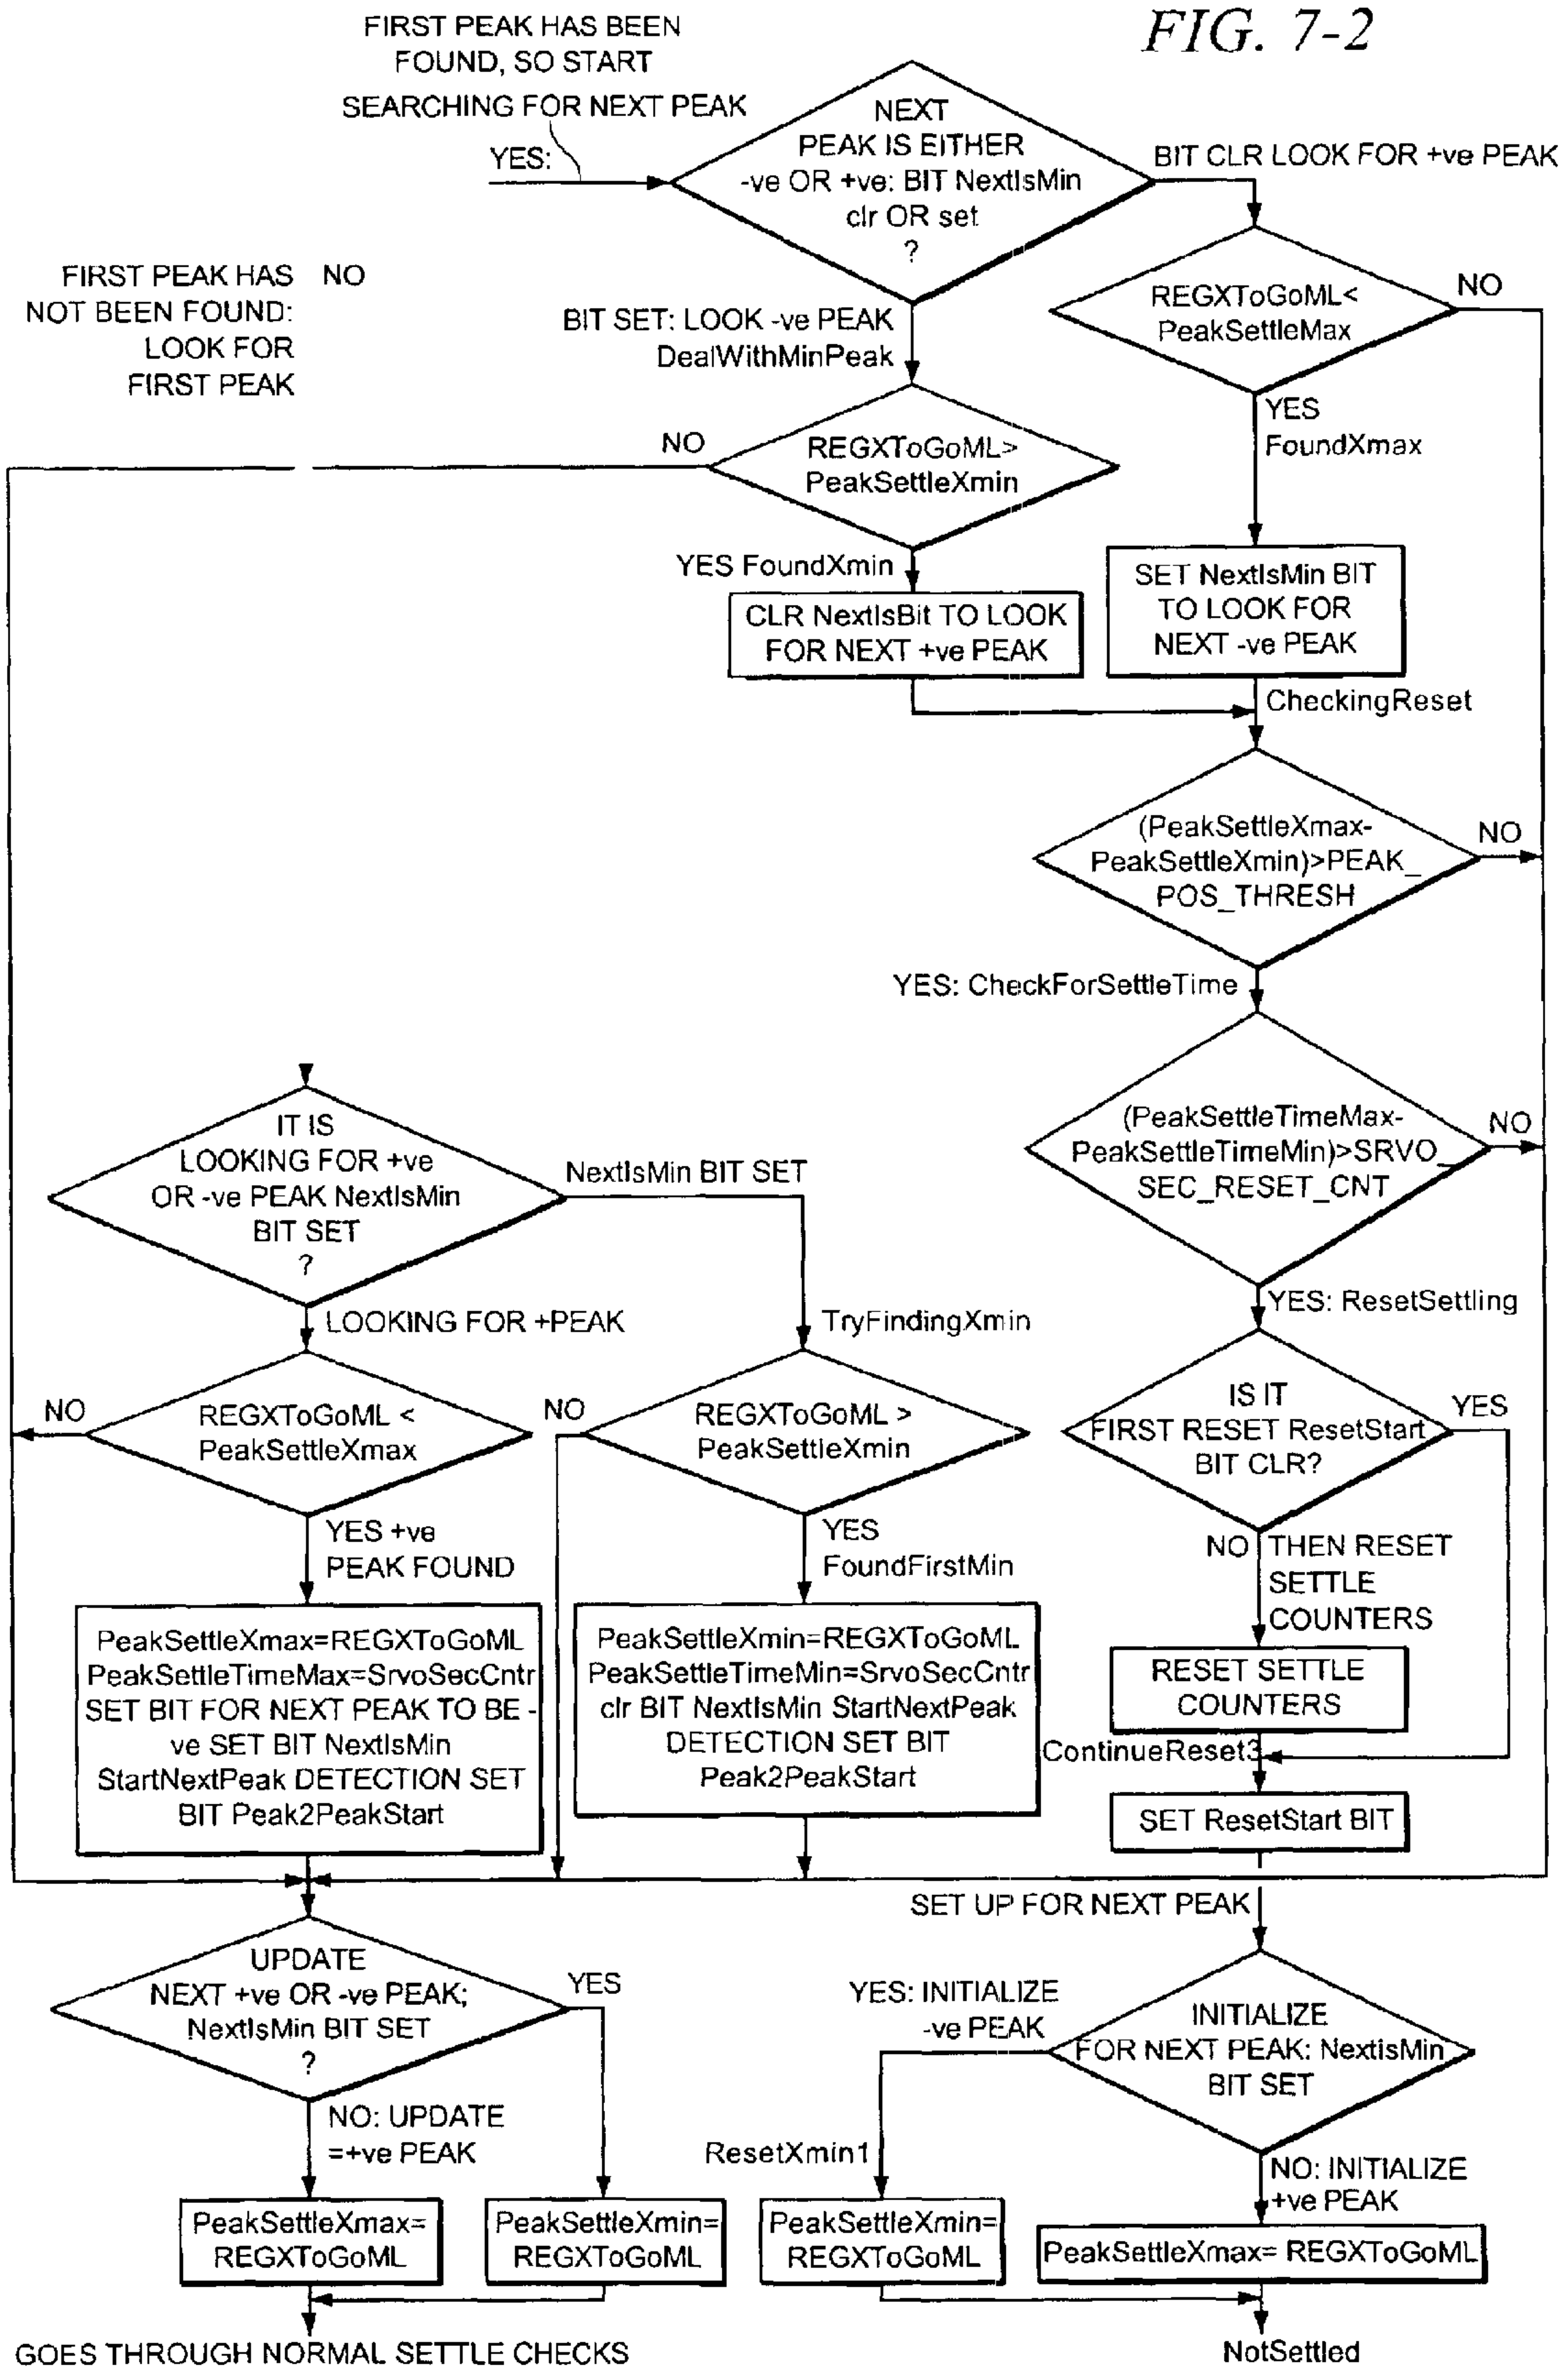 FIG. 7-2
FIRST PEAK HAS BEEN
FOUND, SO START
SEARCHING FOR NEXT PEAK
YES:
NEXT
PEAK IS EITHER
-ve OR +ve: BIT NextIsMin
clr OR set
?
BIT CLR LOOK FOR +ve PEAK
FIRST PEAK HAS NO
NOT BEEN FOUND:
LOOK FOR
FIRST PEAK
BIT SET: LOOK -ve PEAK
DealWithMinPeak
REGXToGoML<
PeakSettleMax
NO
YES
FoundXmax
NO
REGXToGoML>
PeakSettleXmin
YES FoundXmin
CLR NextIsBit TO LOOK
FOR NEXT +ve PEAK
SET NextIsMin BIT
TO LOOK FOR
NEXT -ve PEAK
CheckingReset
(PeakSettleXmax-
PeakSettleXmin)>PEAK_
POS_THRESH
NO
YES: CheckForSettleTime
(PeakSettleTimeMax-
PeakSettleTimeMin)>SRVO_
SEC_RESET_CNT
NO
YES: ResetSettling
IT IS
LOOKING FOR +ve
OR -ve PEAK NextIsMin
BIT SET
?
NextIsMin BIT SET
LOOKING FOR +PEAK
TryFindingXmin
NO
REGXToGoML <
PeakSettleXmax
NO
REGXToGoML >
PeakSettleXmin
IS IT
FIRST RESET ResetStart
BIT CLR?
YES
YES +ve
PEAK FOUND
YES
FoundFirstMin
NO THEN RESET
SETTLE
COUNTERS
PeakSettleXmax=REGXToGoML
PeakSettleTimeMax=SrvoSecCntr
SET BIT FOR NEXT PEAK TO BE -
ve SET BIT NextIsMin
StartNextPeak DETECTION SET
BIT Peak2PeakStart
PeakSettleXmin=REGXToGoML
PeakSettleTimeMin=SrvoSecCntr
clr BIT NextIsMin StartNextPeak
DETECTION SET BIT
Peak2PeakStart
RESET SETTLE
COUNTERS
ContinueReset3
SET ResetStart BIT
SET UP FOR NEXT PEAK
UPDATE
NEXT +ve OR -ve PEAK;
NextIsMin BIT SET
?
YES
YES: INITIALIZE
-ve PEAK
INITIALIZE
FOR NEXT PEAK: NextIsMin
BIT SET
NO: UPDATE
=+ve PEAK
ResetXmin1
NO: INITIALIZE
+ve PEAK
PeakSettleXmax=
REGXToGoML
PeakSettleXmin=
REGXToGoML
PeakSettleXmin=
REGXToGoML
PeakSettleXmax= REGXToGoML
GOES THROUGH NORMAL SETTLE CHECKS
NotSettled